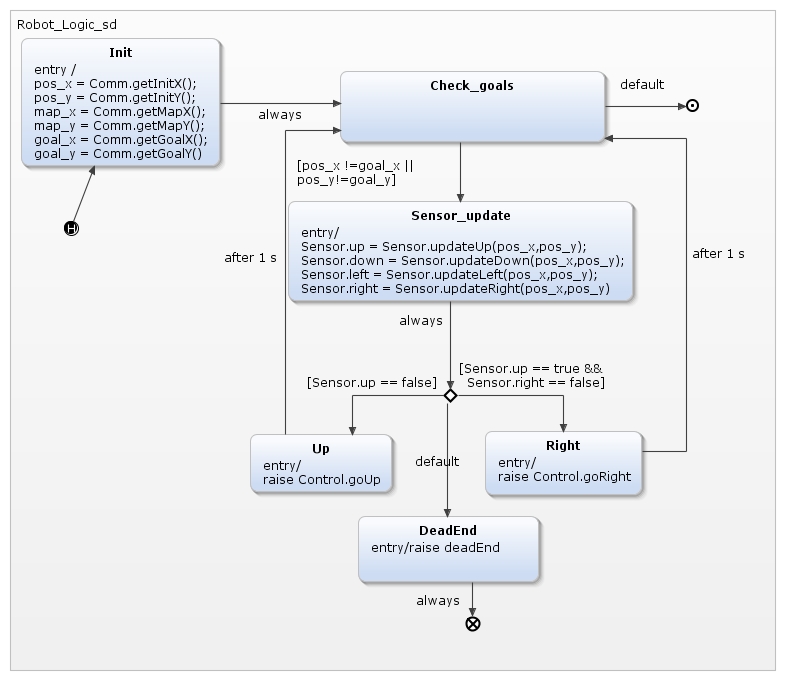 Robot_Logic_sd
Init
entry /
pos_x = Comm.getInitX();
pos_y = Comm.getInitY();
map_x = Comm.getMapX();
map_y = Comm.getMapY();
goal_x = Comm.getGoalX();
goal_y = Comm.getGoalY()
H
always
Check_goals
default
[pos_x !=goal_x ||
pos_y!=goal_y]
Sensor_update
entry/
Sensor.up = Sensor.updateUp(pos_x,pos_y);
Sensor.down = Sensor.updateDown(pos_x,pos_y);
Sensor.left = Sensor.updateLeft(pos_x,pos_y);
Sensor.right = Sensor.updateRight(pos_x,pos_y)
after 1 s
after 1 s
always
[Sensor.up == false]
[Sensor.up == true &&
Sensor.right == false]
Up
entry/
raise Control.goUp
default
Right
entry/
raise Control.goRight
DeadEnd
entry/raise deadEnd
always